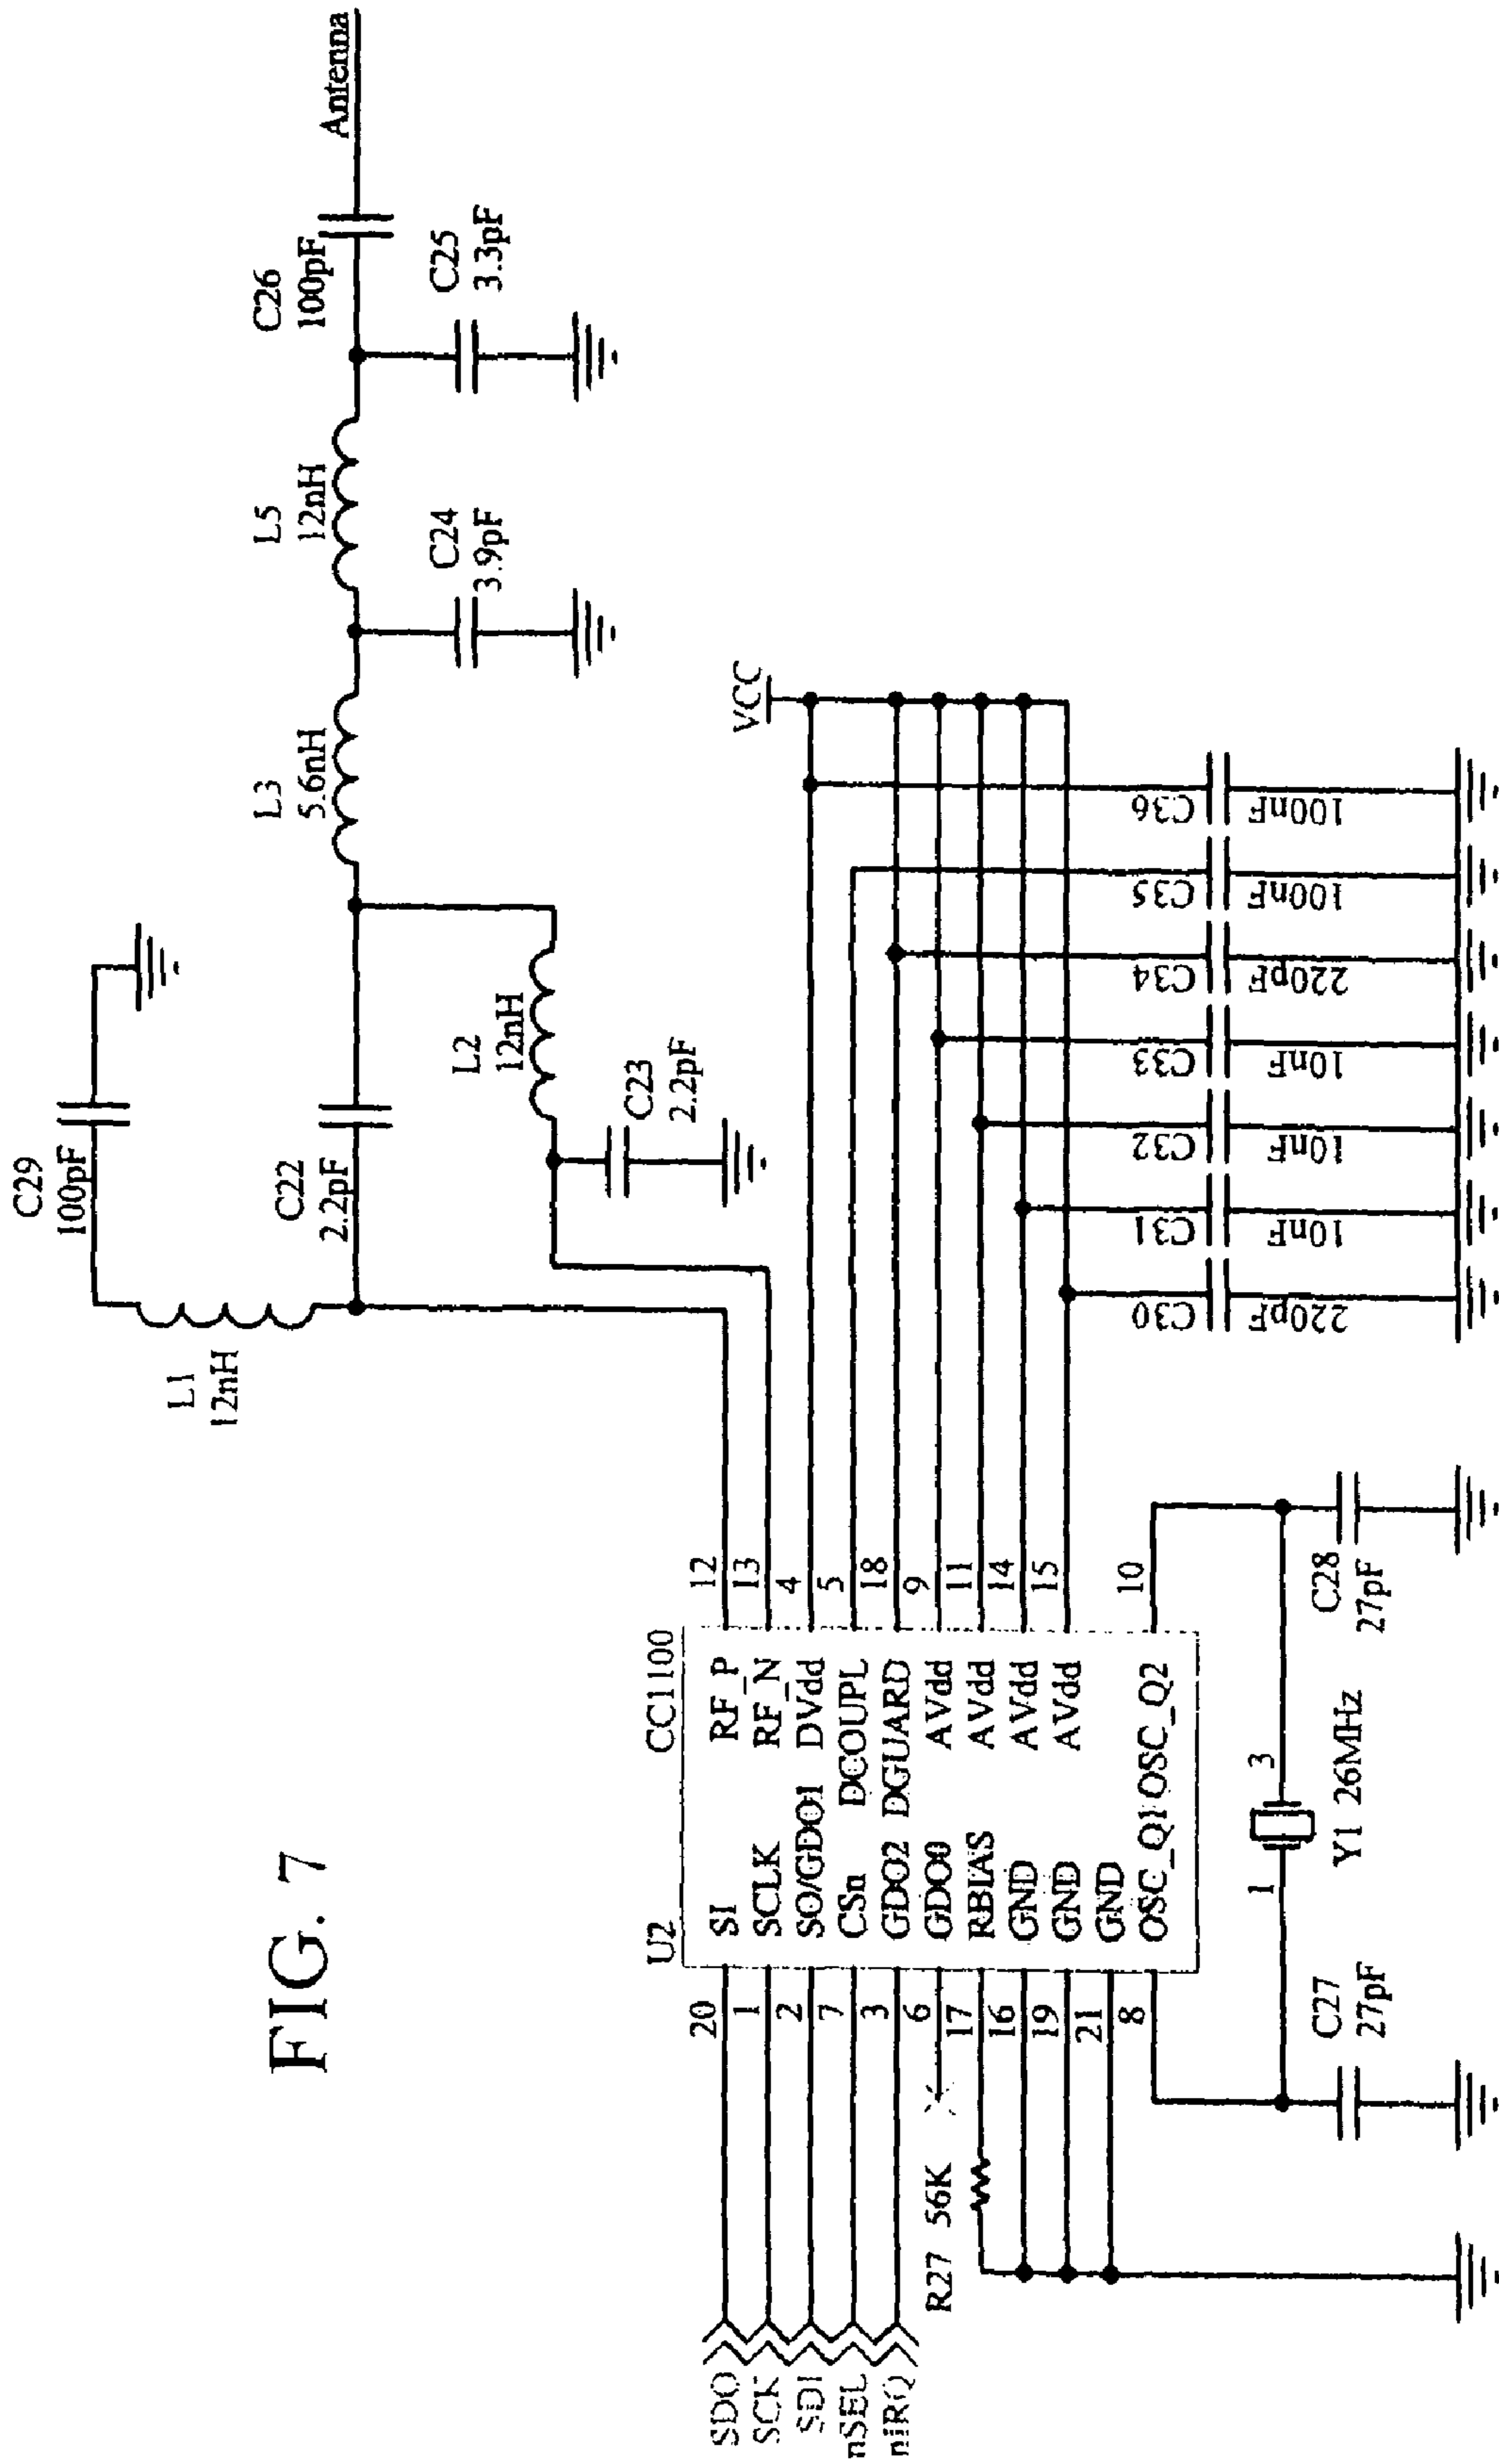 FIG. 7
C29
100pF
L1
12nH
C22
2.2pF
L2
12nH
C23
2.2pF
L3
5.6nH
C24
3.9pF
L5
12nH
C25
3.3pF
C26
100pF
Antenna
VCC
U2
CC1100
SDO
20
SI
RF_P
12
SCK
1
SCLK
RF_N
13
SDI
2
SO/GDO1
DVdd
4
nSEL
7
CSn
DCOUPL
5
nIRQ
3
GDO2
DGUARD
18
6
GDO0
AVdd
9
17
RBIAS
AVdd
11
16
GND
AVdd
14
19
GND
AVdd
15
21
GND
8
OSC_Q1
OSC_Q2
10
R27 56K
C27
27pF
1
3
Y1 26MHz
C28
27pF
C30
220pF
C31
10nF
C32
10nF
C33
10nF
C34
220pF
C35
100nF
C36
100nF